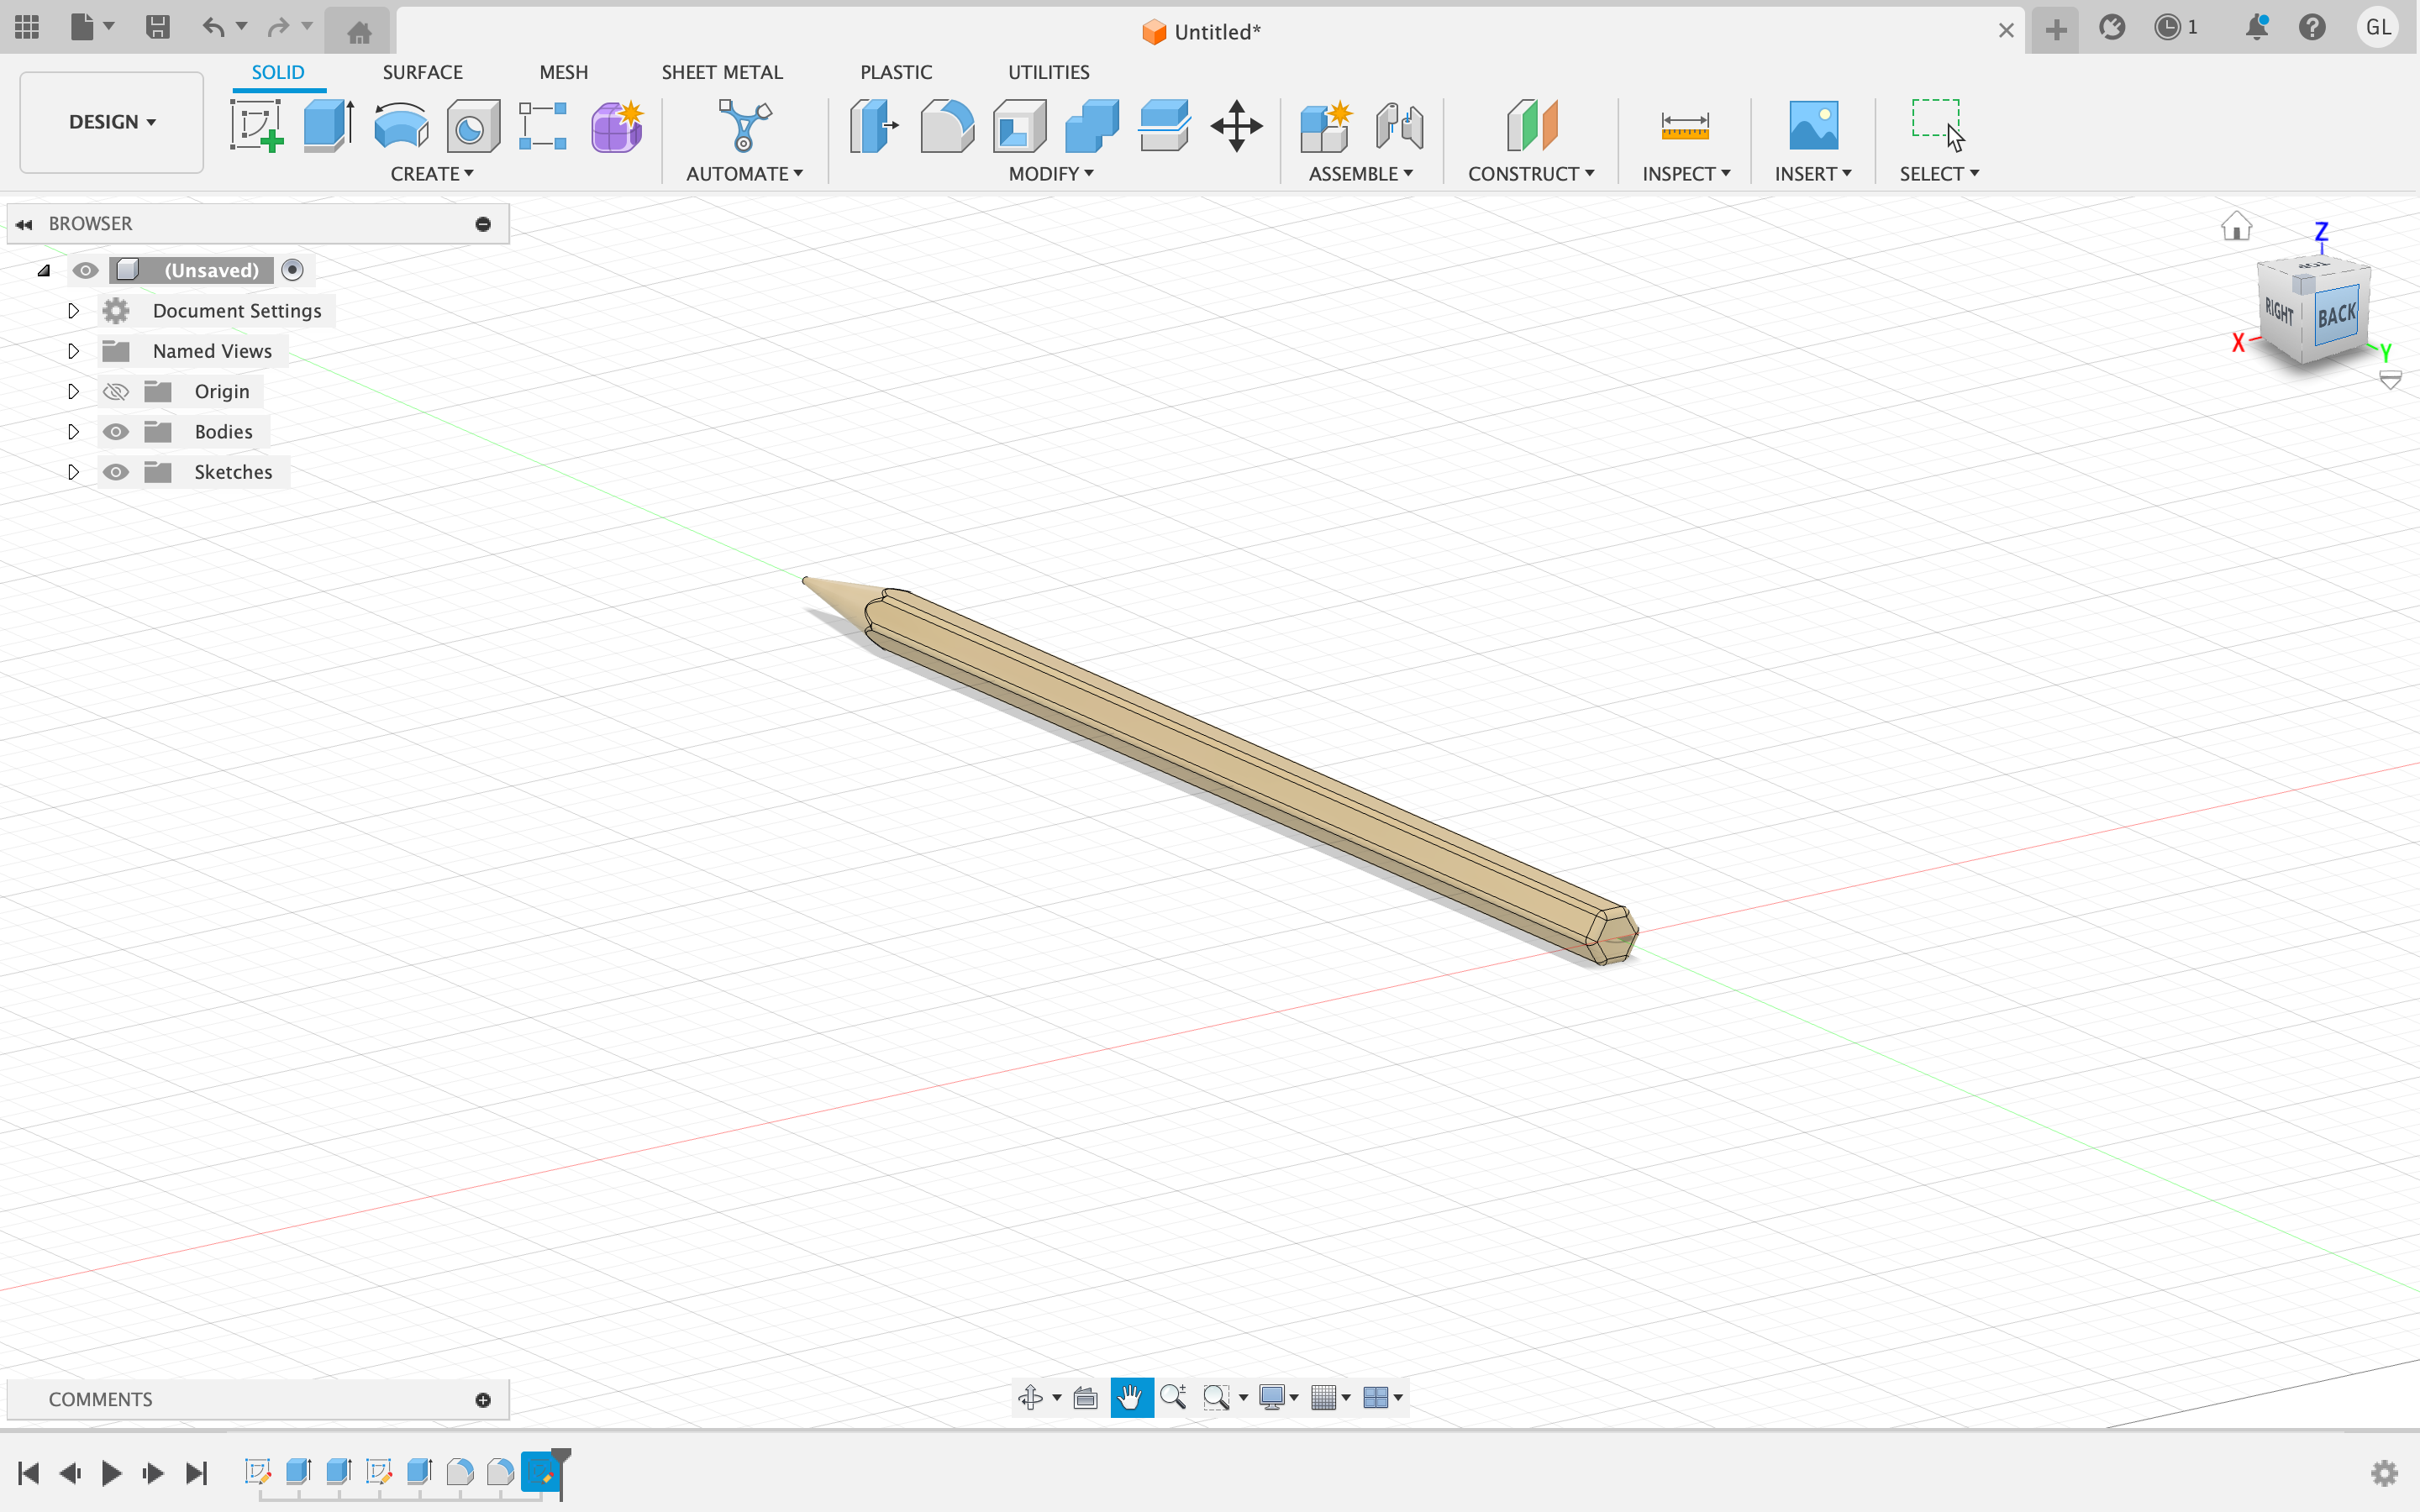 Untitled*
1
GL
DESIGN
SOLID
SURFACE
MESH
SHEET METAL
PLASTIC
UTILITIES
CREATE
AUTOMATE
MODIFY
ASSEMBLE
CONSTRUCT
INSPECT
INSERT
SELECT
BROWSER
(Unsaved)
Document Settings
Named Views
Origin
Bodies
Sketches
Z
TOP
RIGHT
BACK
X
Y
COMMENTS